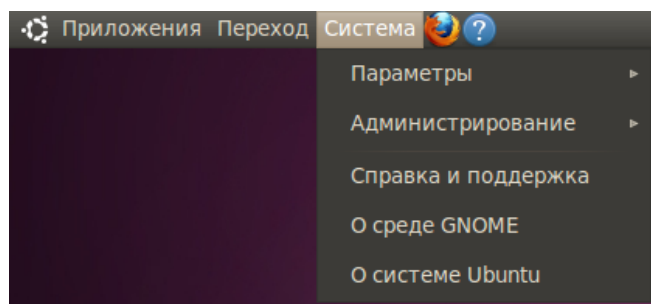 Приложения Переход Система ?
Параметры
Администрирование
Справка и поддержка
О среде GNOME
О системе Ubuntu